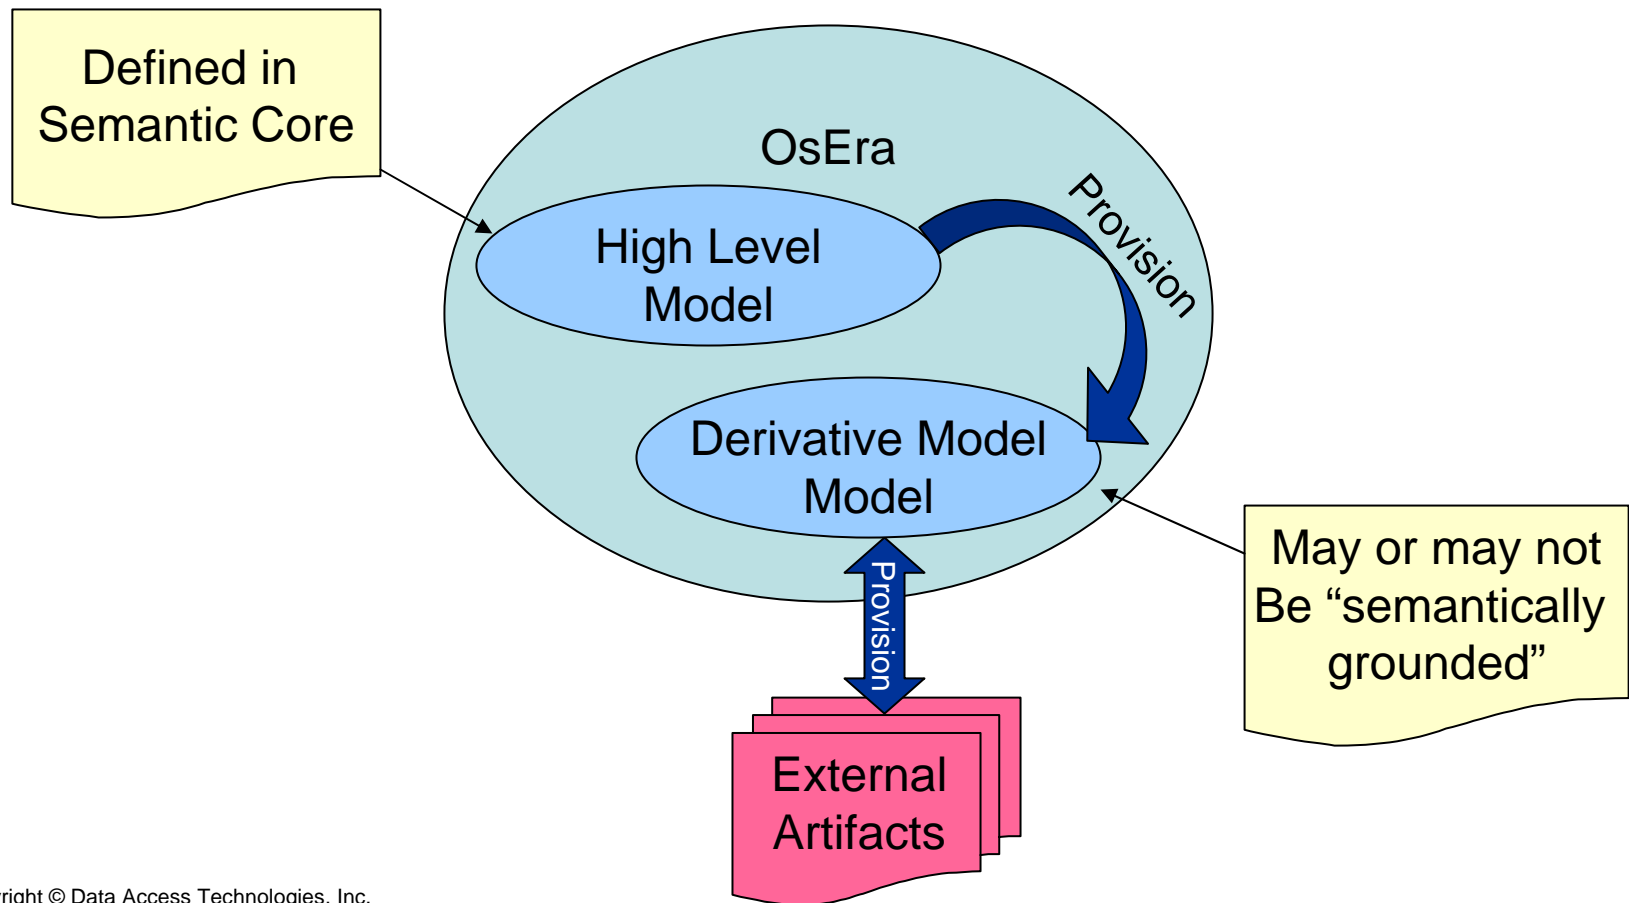 Defined in
Semantic Core
OsEra
Provision
High Level
Model
Derivative Model
Model
May or may not
Be “semantically
grounded”
Provision
External
Artifacts
right © Data Access Technologies, Inc.